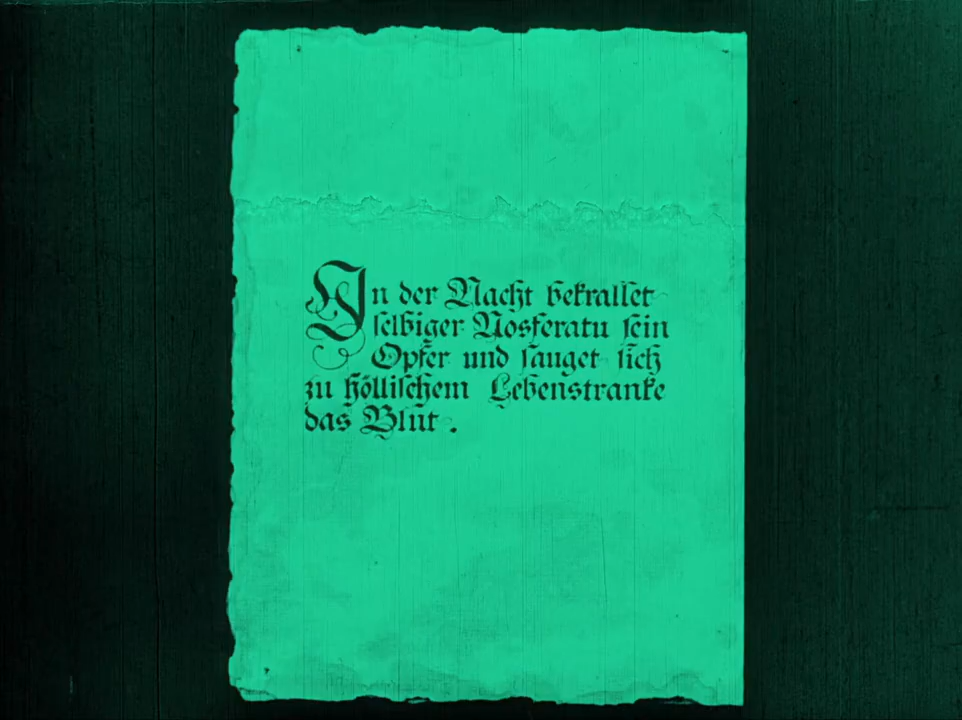 In der Nacht bekrallet
selbiger Nosferatu sein
Opfer und sauget sich
zu höllischem Lebenstranke
das Blut.